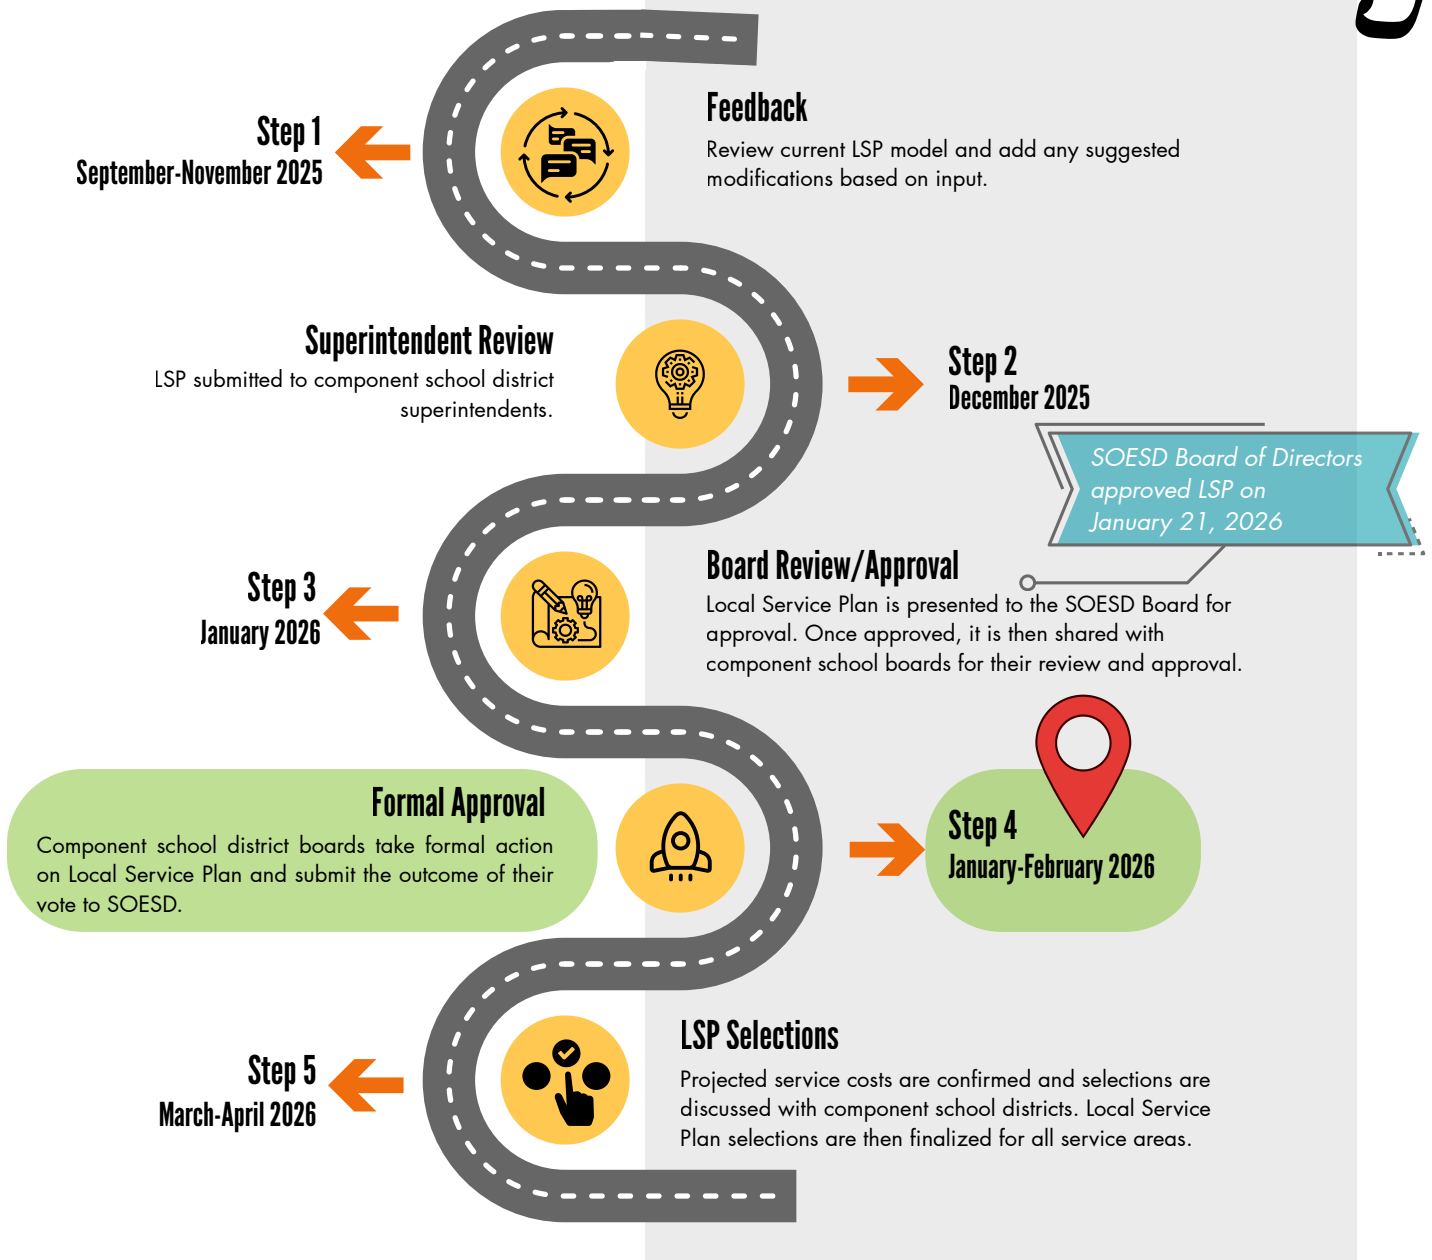 Step 1
September-November 2025
Feedback
Review current LSP model and add any suggested
modifications based on input.
Superintendent Review
LSP submitted to component school district
superintendents.
Step 2
December 2025
SOESD Board of Directors
approved LSP on
January 21, 2026
Step 3
January 2026
Board Review/Approval
Local Service Plan is presented to the SOESD Board for
approval. Once approved, it is then shared with
component school boards for their review and approval.
Formal Approval
Component school district boards take formal action
on Local Service Plan and submit the outcome of their
vote to SOESD.
Step 4
January-February 2026
Step 5
March-April 2026
LSP Selections
Projected service costs are confirmed and selections are
discussed with component school districts. Local Service
Plan selections are then finalized for all service areas.